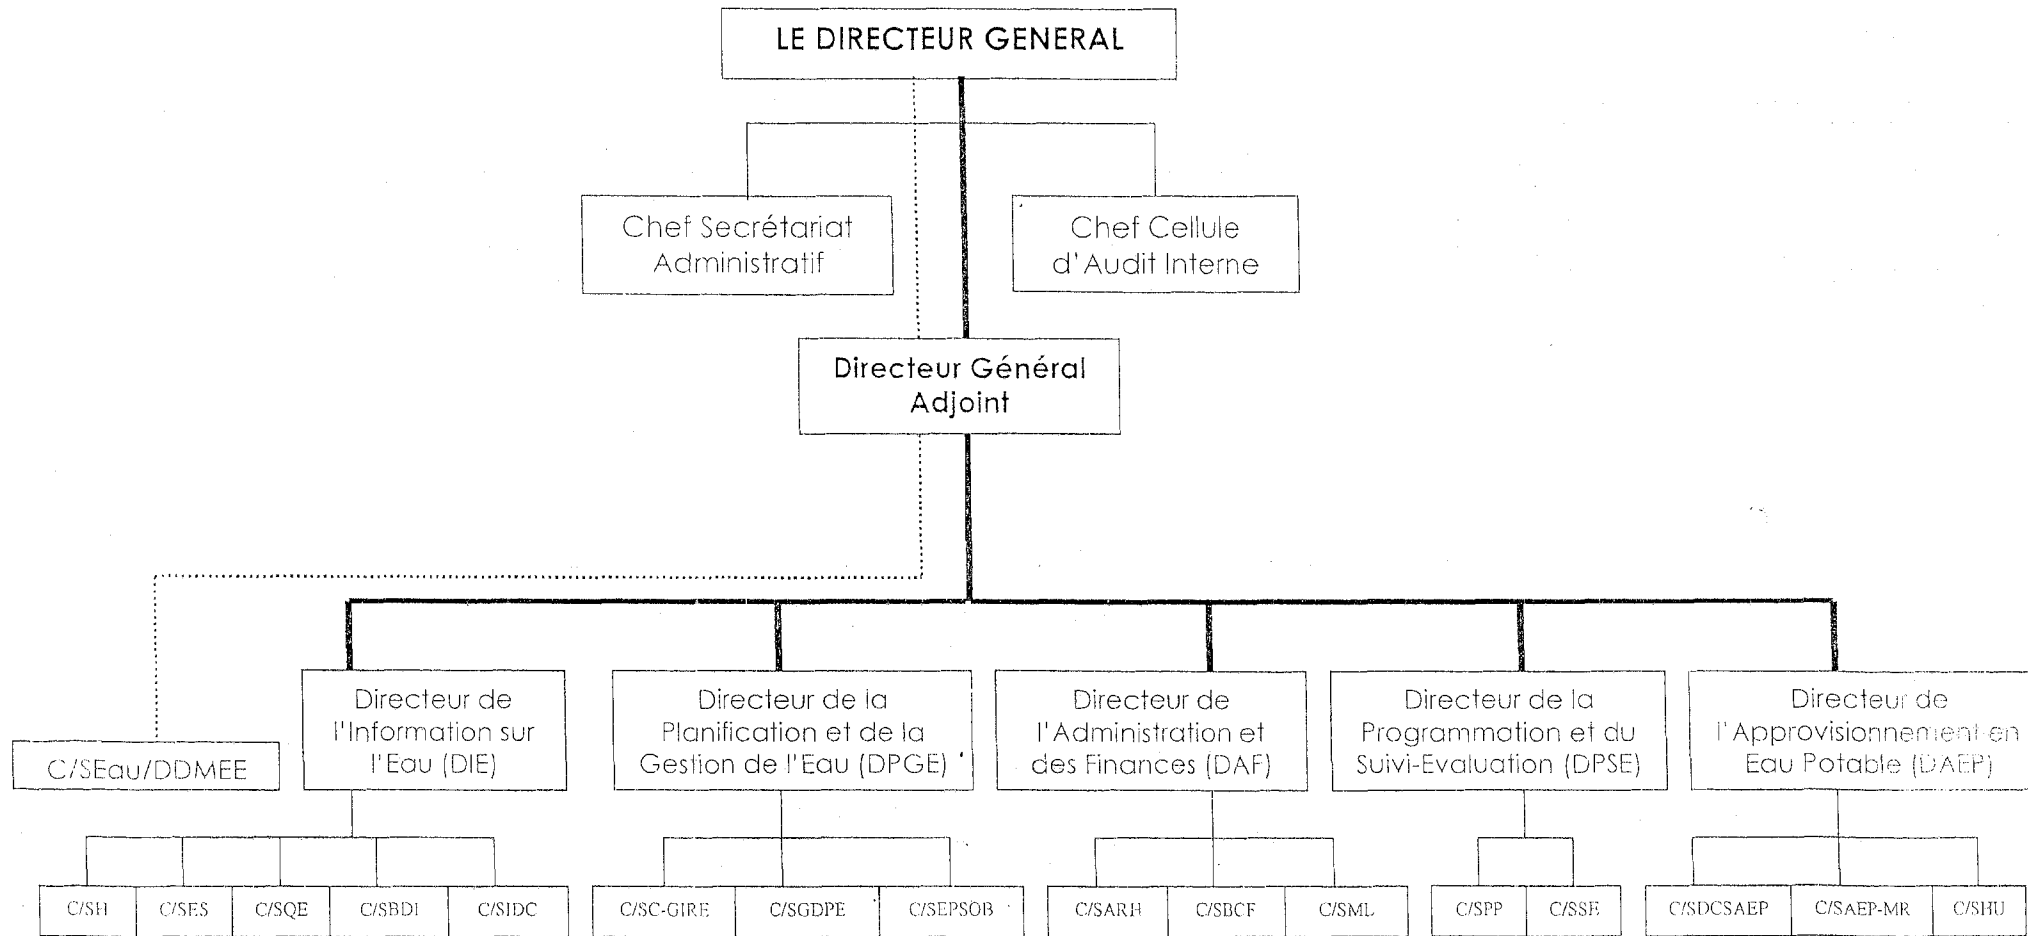 LE DIRECTEUR GENERAL
Chef Secrétariat
Administratif
Chef Cellule
d'Audit Interne
Directeur Général
Adjoint
C/SEau/DDMEE
Directeur de
l'Information sur
l'Eau (DIE)
Directeur de la
Planification et de la
Gestion de l'Eau (DPGE)
Directeur de
l'Administration et
des Finances (DAF)
Directeur de la
Programmation et du
Suivi-Evaluation (DPSE)
Directeur de
l'Approvisionnement en
Eau Potable (DAEP)
C/SH
C/SES
C/SQE
C/SBDI
C/SIDC
C/SC-GIRE
C/SGDPE
C/SEPSOB
C/SARH
C/SBCF
C/SML
C/SPP
C/SSE
C/SDCSAEP
C/SAEP-MR
C/SHU